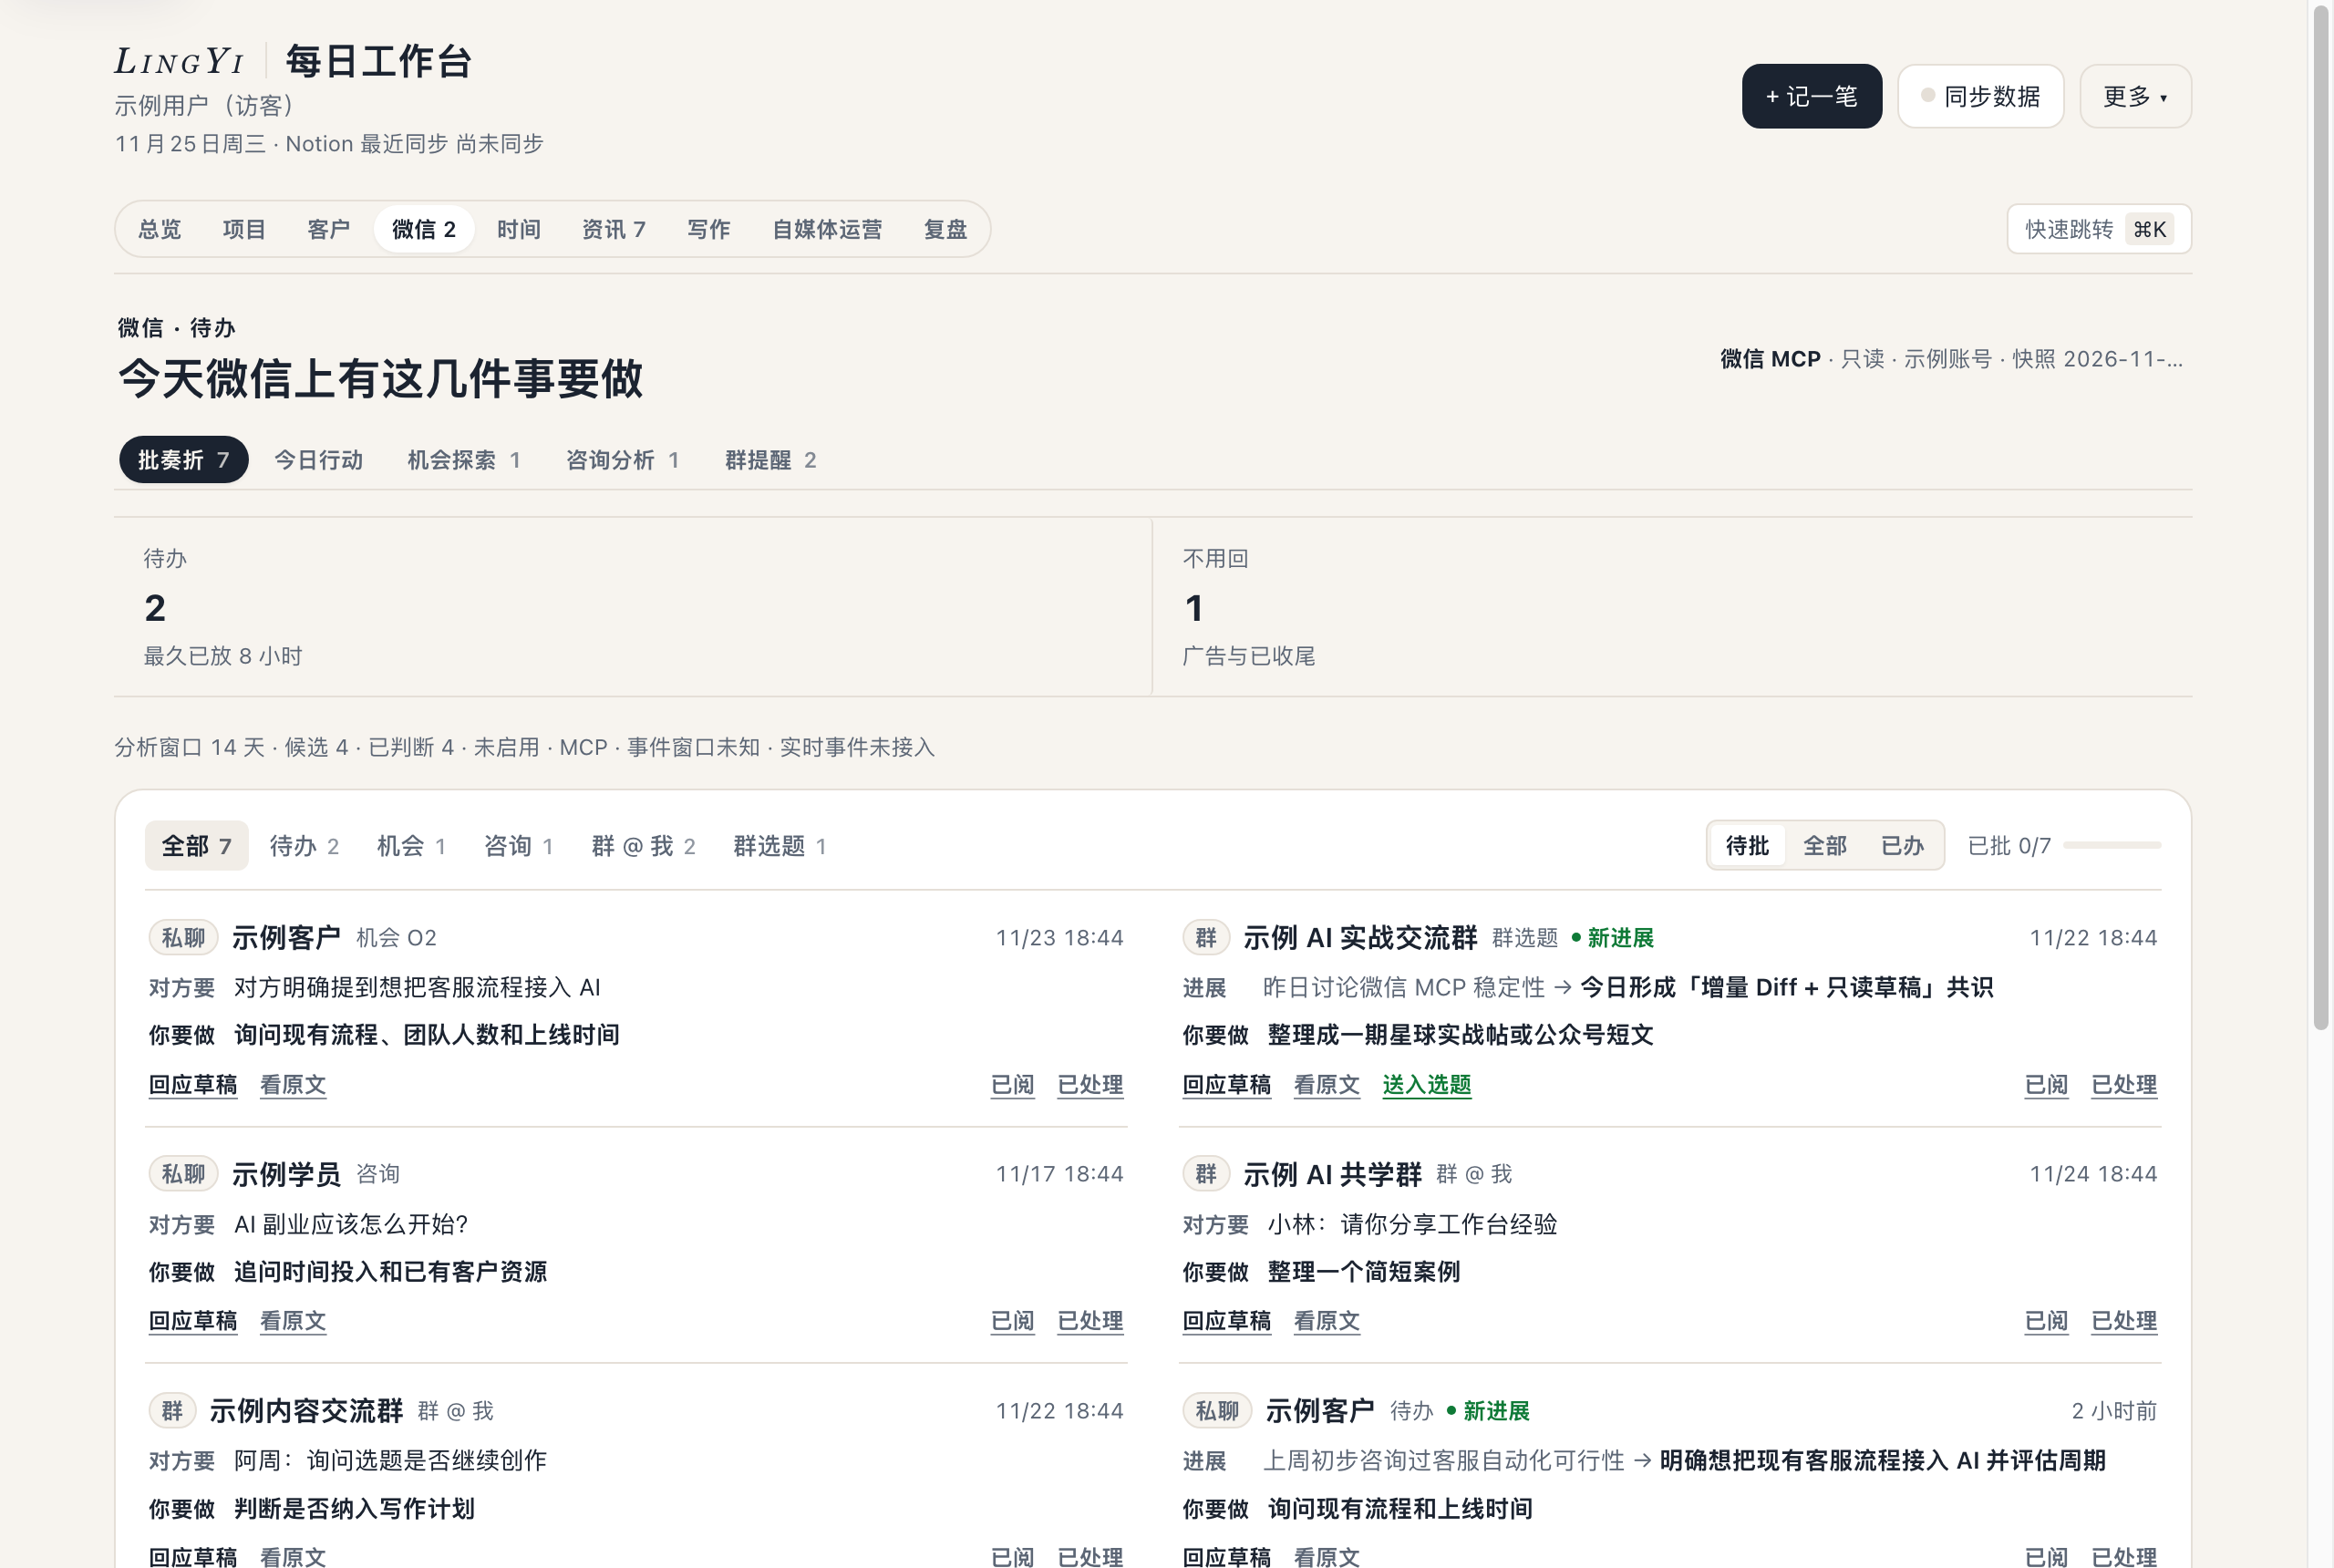 LINGYI 每日工作台
示例用户（访客）
11月25日周三 · Notion 最近同步 尚未同步
+ 记一笔
同步数据
更多 ▾
总览 项目 客户 微信 2 时间 资讯 7 写作 自媒体运营 复盘
快速跳转 ⌘K
微信 · 待办
今天微信上有这几件事要做
微信 MCP · 只读 · 示例账号 · 快照 2026-11-...
批奏折 7 今日行动 机会探索 1 咨询分析 1 群提醒 2
待办
2
最久已放 8 小时
不用回
1
广告与已收尾
分析窗口 14 天 · 候选 4 · 已判断 4 · 未启用 · MCP · 事件窗口未知 · 实时事件未接入
全部 7 待办 2 机会 1 咨询 1 群 @ 我 2 群选题 1
待批 全部 已办 已批 0/7
私聊 示例客户 机会 O2 11/23 18:44
对方要 对方明确提到想把客服流程接入 AI
你要做 询问现有流程、团队人数和上线时间
回应草稿 看原文 已阅 已处理
群 示例 AI 实战交流群 群选题 • 新进展 11/22 18:44
进展 昨日讨论微信 MCP 稳定性 → 今日形成「增量 Diff + 只读草稿」共识
你要做 整理成一期星球实战帖或公众号短文
回应草稿 看原文 送入选题 已阅 已处理
私聊 示例学员 咨询 11/17 18:44
对方要 AI 副业应该怎么开始?
你要做 追问时间投入和已有客户资源
回应草稿 看原文 已阅 已处理
群 示例 AI 共学群 群 @ 我 11/24 18:44
对方要 小林：请你分享工作台经验
你要做 整理一个简短案例
回应草稿 看原文 已阅 已处理
群 示例内容交流群 群 @ 我 11/22 18:44
对方要 阿周：询问选题是否继续创作
你要做 判断是否纳入写作计划
回应草稿 看原文 已阅 已处理
私聊 示例客户 待办 • 新进展 2 小时前
进展 上周初步咨询过客服自动化可行性 → 明确想把现有客服流程接入 AI 并评估周期
你要做 询问现有流程和上线时间
回应草稿 看原文 已阅 已处理